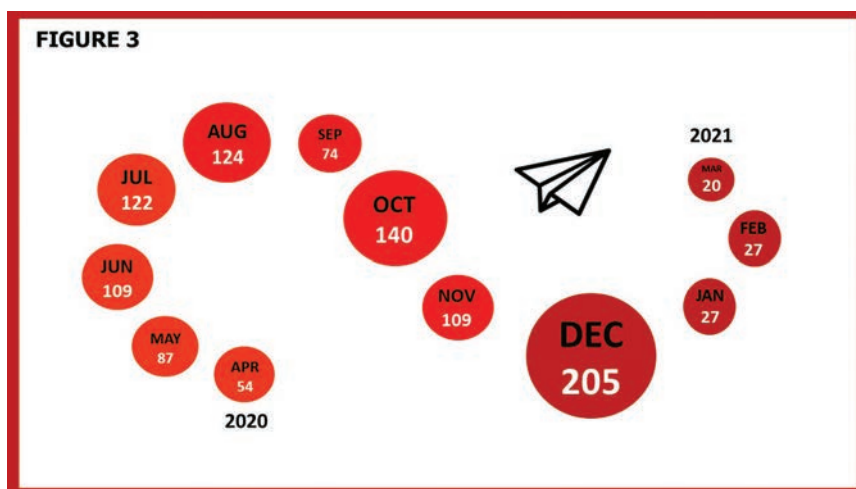 FIGURE 3
2020
APR
54
MAY
87
JUN
109
JUL
122
AUG
124
SEP
74
OCT
140
NOV
109
DEC
205
2021
JAN
27
FEB
27
MAR
20